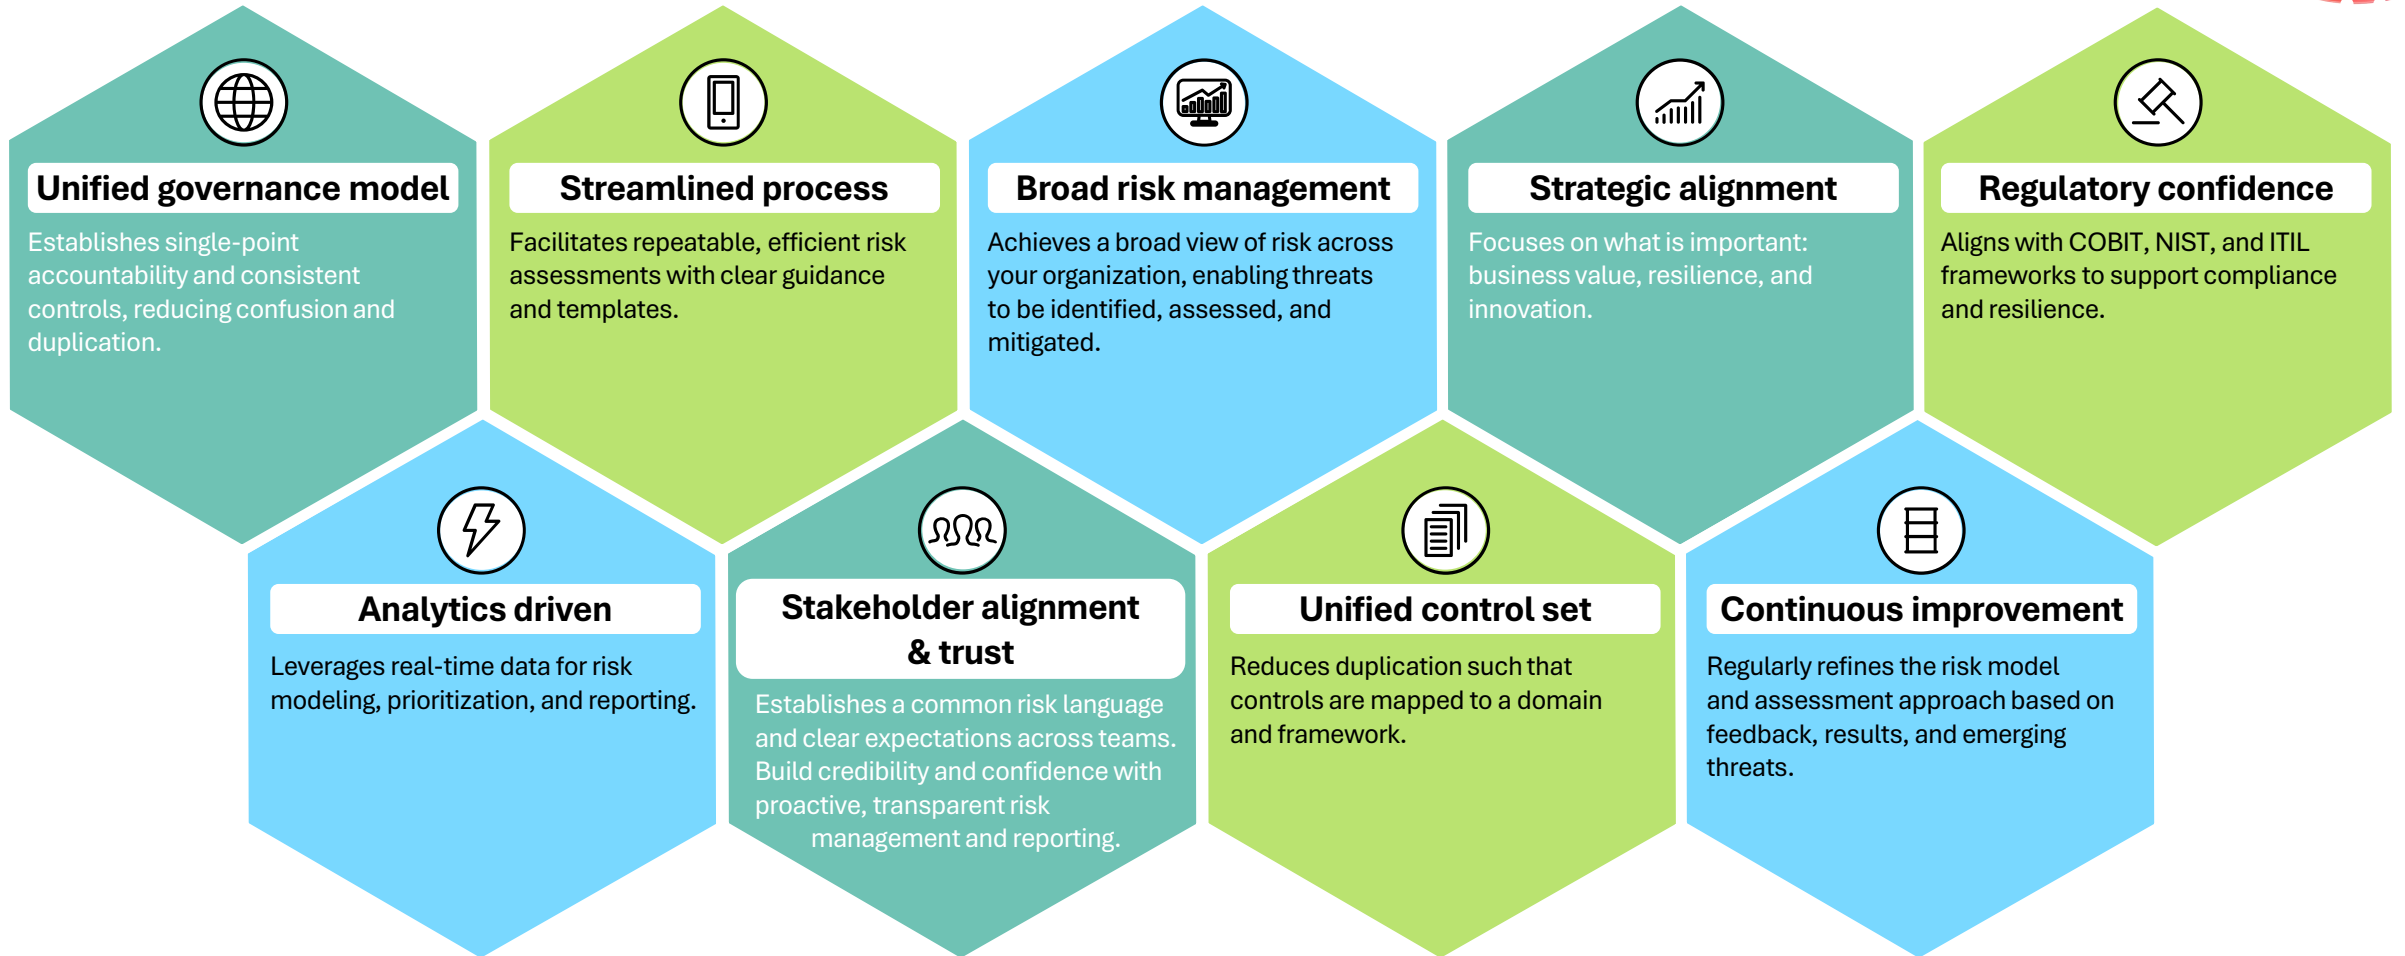 Unified governance model
Establishes single-point
accountability and consistent
controls, reducing confusion and
duplication.
Streamlined process
Facilitates repeatable, efficient risk
assessments with clear guidance
and templates.
Broad risk management
Achieves a broad view of risk across
your organization, enabling threats
to be identified, assessed, and
mitigated.
Strategic alignment
Focuses on what is important:
business value, resilience, and
innovation.
Regulatory confidence
Aligns with COBIT, NIST, and ITIL
frameworks to support compliance
and resilience.
Analytics driven
Leverages real-time data for risk
modeling, prioritization, and reporting.
Stakeholder alignment
& trust
Establishes a common risk language
and clear expectations across teams.
Build credibility and confidence with
proactive, transparent risk
management and reporting.
Unified control set
Reduces duplication such that
controls are mapped to a domain
and framework.
Continuous improvement
Regularly refines the risk model
and assessment approach based on
feedback, results, and emerging
threats.